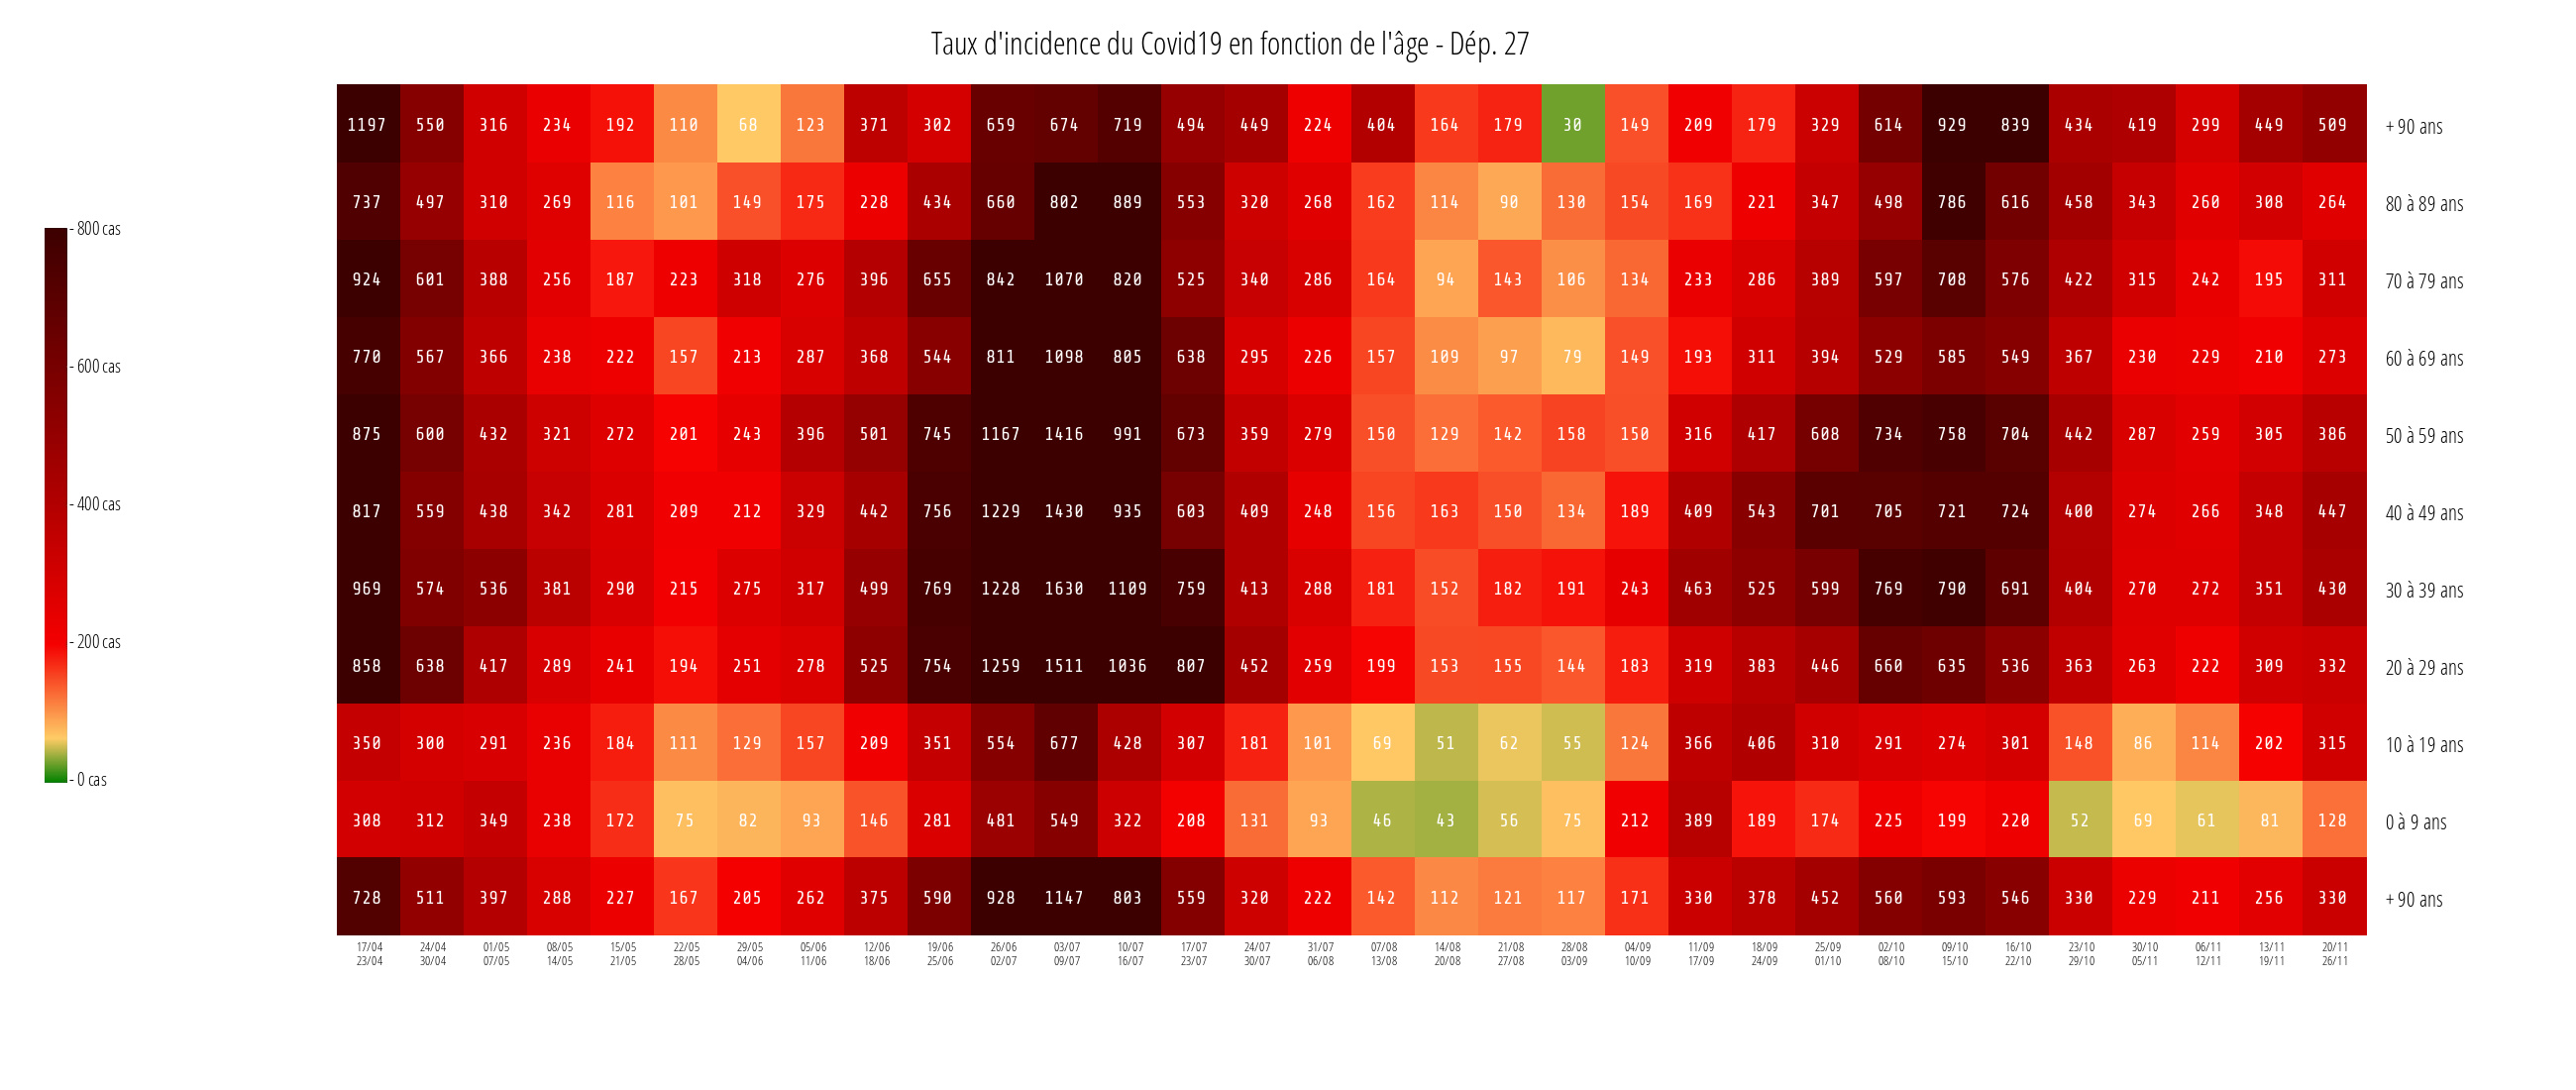 Taux d'incidence du Covid19 en fonction de l'âge - Dép. 27
- 800 cas
- 600 cas
- 400 cas
- 200 cas
- 0 cas
1197 550 316 234 192 110 68 123 371 302 659 674 719 494 449 224 404 164 179 30 149 209 179 329 614 929 839 434 419 299 449 509 + 90 ans
737 497 310 269 116 101 149 175 228 434 660 802 889 553 320 268 162 114 90 130 154 169 221 347 498 786 616 458 343 260 308 264 80 à 89 ans
924 601 388 256 187 223 318 276 396 655 842 1070 820 525 340 286 164 94 143 106 134 233 286 389 597 708 576 422 315 242 195 311 70 à 79 ans
770 567 366 238 222 157 213 287 368 544 811 1098 805 638 295 226 157 109 97 79 149 193 311 394 529 585 549 367 230 229 210 273 60 à 69 ans
875 600 432 321 272 201 243 396 501 745 1167 1416 991 673 359 279 150 129 142 158 150 316 417 608 734 758 704 442 287 259 305 386 50 à 59 ans
817 559 438 342 281 209 212 329 442 756 1229 1430 935 603 409 248 156 163 150 134 189 409 543 701 705 721 724 400 274 266 348 447 40 à 49 ans
969 574 536 381 290 215 275 317 499 769 1228 1630 1109 759 413 288 181 152 182 191 243 463 525 599 769 790 691 404 270 272 351 430 30 à 39 ans
858 638 417 289 241 194 251 278 525 754 1259 1511 1036 807 452 259 199 153 155 144 183 319 383 446 660 635 536 363 263 222 309 332 20 à 29 ans
350 300 291 236 184 111 129 157 209 351 554 677 428 307 181 101 69 51 62 55 124 366 406 310 291 274 301 148 86 114 202 315 10 à 19 ans
308 312 349 238 172 75 82 93 146 281 481 549 322 208 131 93 46 43 56 75 212 389 189 174 225 199 220 52 69 61 81 128 0 à 9 ans
728 511 397 288 227 167 205 262 375 590 928 1147 803 559 320 222 142 112 121 117 171 330 378 452 560 593 546 330 229 211 256 330 + 90 ans
17/04 24/04 01/05 08/05 15/05 22/05 29/05 05/06 12/06 19/06 26/06 03/07 10/07 17/07 24/07 31/07 07/08 14/08 21/08 28/08 04/09 11/09 18/09 25/09 02/10 09/10 16/10 23/10 30/10 06/11 13/11 20/11
23/04 30/04 07/05 14/05 21/05 28/05 04/06 11/06 18/06 25/06 02/07 09/07 16/07 23/07 30/07 06/08 13/08 20/08 27/08 03/09 10/09 17/09 24/09 01/10 08/10 15/10 22/10 29/10 05/11 12/11 19/11 26/11